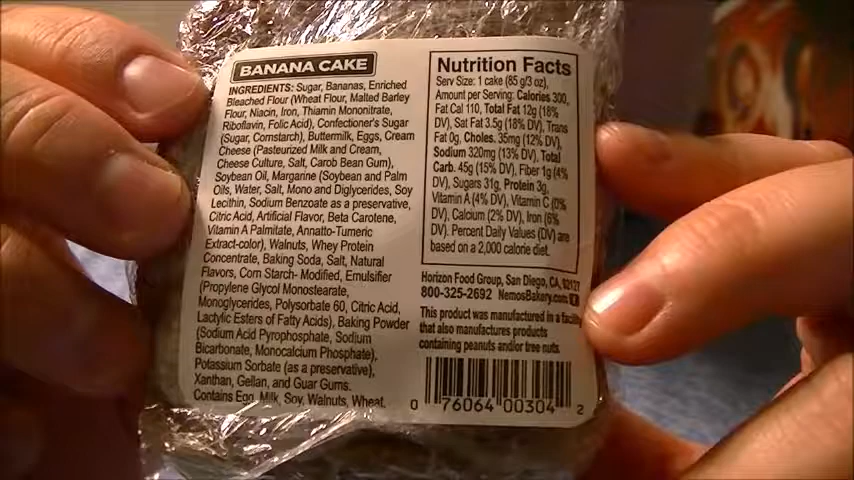 BANANA CAKE
INGREDIENTS: Sugar, Bananas, Enriched
Bleached Flour (Wheat Flour, Malted Barley
Flour, Niacin, Iron, Thiamin Mononitrate,
Riboflavin, Folic Acid), Confectioner's Sugar
(Sugar, Cornstarch), Buttermilk, Eggs, Cream
Cheese (Pasteurized Milk and Cream,
Cheese Culture, Salt, Carob Bean Gum),
Soybean Oil, Margarine (Soybean and Palm
Oils, Water, Salt, Mono and Diglycerides, Soy
Lecithin, Sodium Benzoate as a preservative,
Citric Acid, Artificial Flavor, Beta Carotene,
Vitamin A Palmitate, Annatto-Turmeric
Extract-color), Walnuts, Whey Protein
Concentrate, Baking Soda, Salt, Natural
Flavors, Corn Starch- Modified, Emulsifier
(Propylene Glycol Monostearate,
Monoglycerides, Polysorbate 60, Citric Acid,
Lactylic Esters of Fatty Acids), Baking Powder
(Sodium Acid Pyrophosphate, Sodium
Bicarbonate, Monocalcium Phosphate),
Potassium Sorbate (as a preservative),
Xanthan, Gellan, and Guar Gums.
Contains Egg, Milk, Soy, Walnuts, Wheat.
Nutrition Facts
Serv Size: 1 cake (85 g/3 oz),
Amount per Serving: Calories 300,
Fat Cal 110, Total Fat 12g (18%
DV), Sat Fat 3.5g (18% DV), Trans
Fat 0g, Choles. 35mg (12% DV),
Sodium 320mg (13% DV), Total
Carb. 45g (15% DV), Fiber 1g (4%
DV), Sugars 31g, Protein 3g,
Vitamin A (4% DV), Vitamin C (0%
DV), Calcium (2% DV), Iron (6%
DV). Percent Daily Values (DV) are
based on a 2,000 calorie diet.
Horizon Food Group, San Diego, CA, 92127
800-325-2692 NemosBakery.com f
This product was manufactured in a facility
that also manufactures products
containing peanuts and/or tree-nuts.
0 76064 00304 2